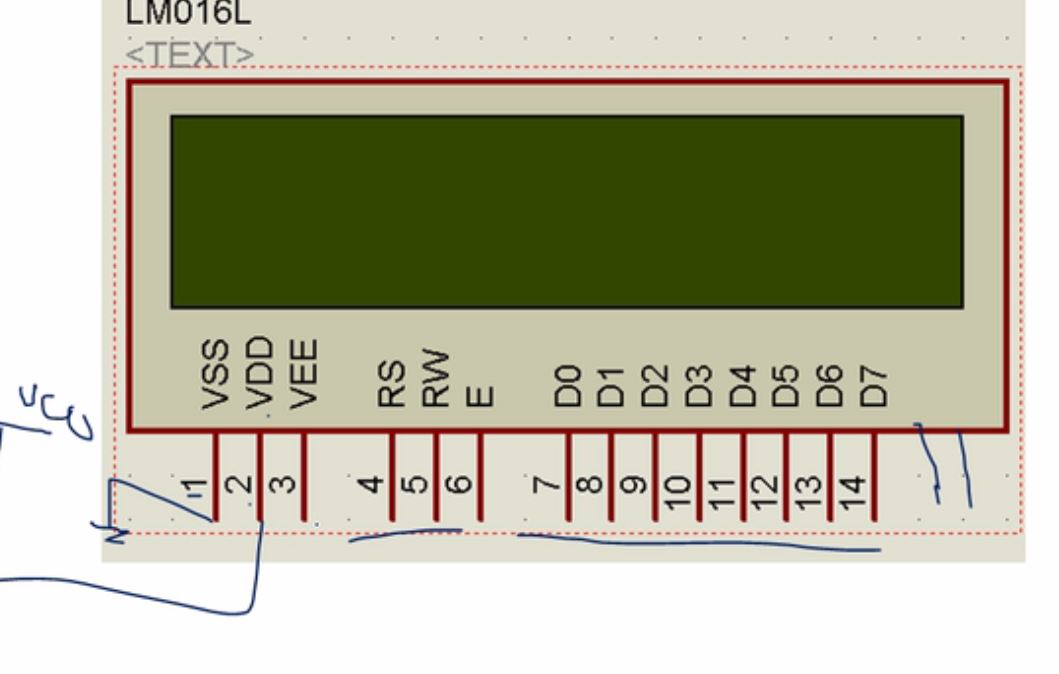 LM016L
<TEXT>
VSS VDD VEE RS RW E D0 D1 D2 D3 D4 D5 D6 D7
VCC
1 2 3 4 5 6 7 8 9 10 11 12 13 14